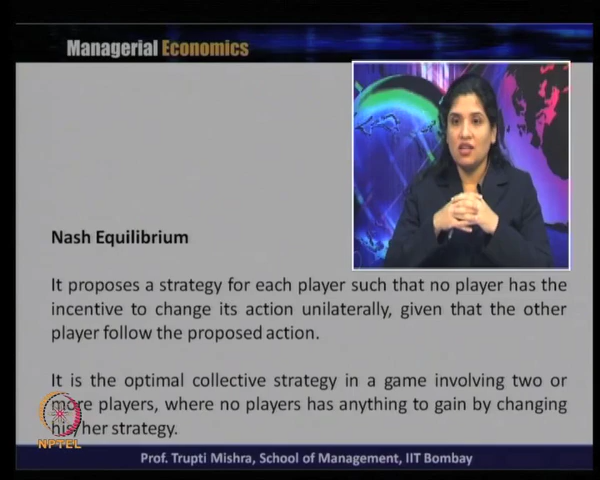 Managerial Economics
Nash Equilibrium
It proposes a strategy for each player such that no player has the
incentive to change its action unilaterally, given that the other
player follow the proposed action.
It is the optimal collective strategy in a game involving two or
more players, where no players has anything to gain by changing
his/her strategy.
NPTEL
Prof. Trupti Mishra, School of Management, IIT Bombay